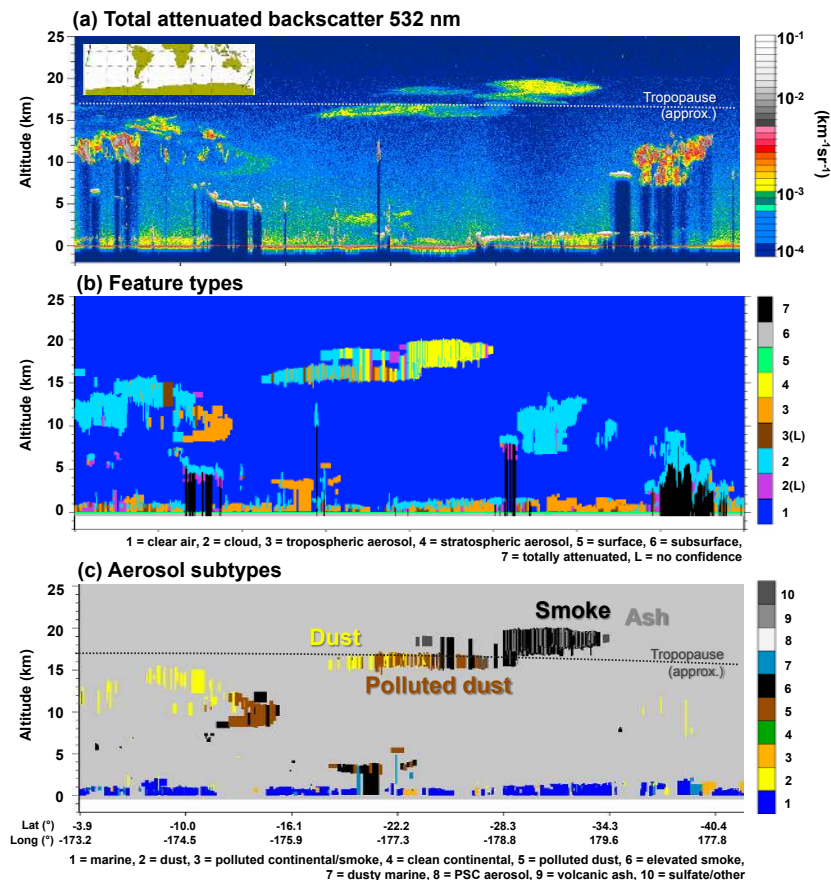 (a) Total attenuated backscatter 532 nm
25
20
15
10
5
0
Altitude (km)
Tropopause
(approx.)
10-1
10-2
10-3
10-4
(km-1sr-1)
(b) Feature types
25
20
15
10
5
0
Altitude (km)
7
6
5
4
3
3(L)
2
2(L)
1
1 = clear air, 2 = cloud, 3 = tropospheric aerosol, 4 = stratospheric aerosol, 5 = surface, 6 = subsurface,
7 = totally attenuated, L = no confidence
(c) Aerosol subtypes
25
20
15
10
5
0
Altitude (km)
Smoke
Ash
Dust
Polluted dust
Tropopause
(approx.)
10
9
8
7
6
5
4
3
2
1
Lat (°) -3.9 -10.0 -16.1 -22.2 -28.3 -34.3 -40.4
Long (°) -173.2 -174.5 -175.9 -177.3 -178.8 179.6 177.8
1 = marine, 2 = dust, 3 = polluted continental/smoke, 4 = clean continental, 5 = polluted dust, 6 = elevated smoke,
7 = dusty marine, 8 = PSC aerosol, 9 = volcanic ash, 10 = sulfate/other